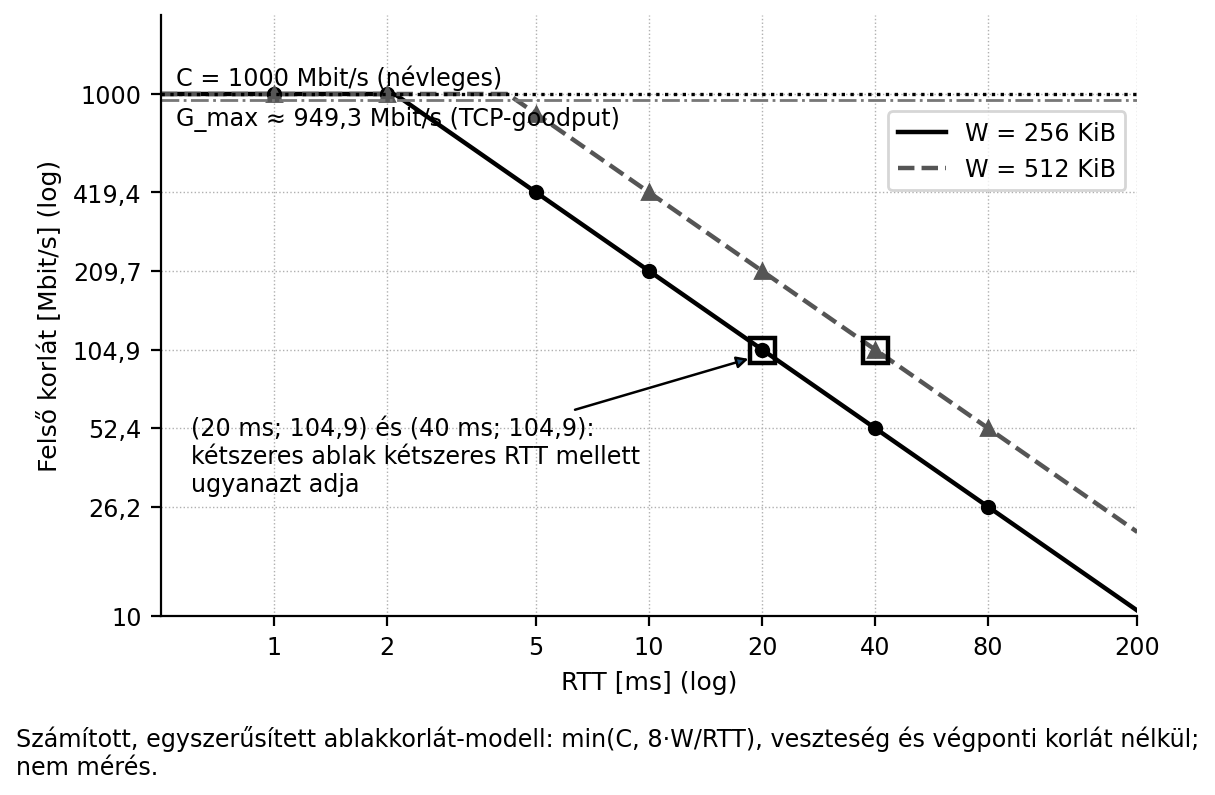 C = 1000 Mbit/s (névleges)
G_max ≈ 949,3 Mbit/s (TCP-goodput)
W = 256 KiB
W = 512 KiB
Felső korlát [Mbit/s] (log)
1000
419,4
209,7
104,9
52,4
26,2
10
(20 ms; 104,9) és (40 ms; 104,9):
kétszeres ablak kétszeres RTT mellett
ugyanazt adja
1 2 5 10 20 40 80 200
RTT [ms] (log)
Számított, egyszerűsített ablakkorlát-modell: min(C, 8·W/RTT), veszteség és végponti korlát nélkül;
nem mérés.